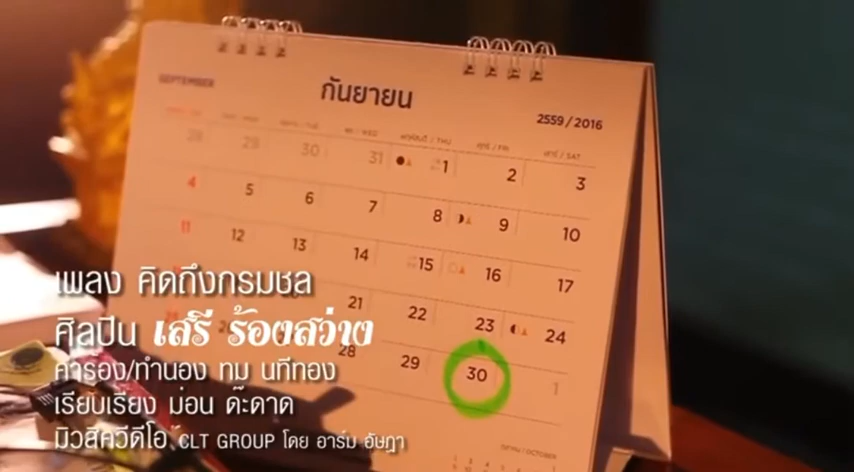 SEPTEMBER กันยายน 2559/2016
28 29 30 31 1 2 3
4 5 6 7 8 9 10
11 12 13 14 15 16 17
21 22 23 24
28 29 30 1
เพลง คิดถึงกรมชล
ศิลปิน เสรี ร้องสว่าง
คำร้อง/ทำนอง ทม นทีทอง
เรียบเรียง ม่อน ด๊ะดาด
มิวสิควีดีโอ CLT GROUP โดย อาร์ม อัษฎา